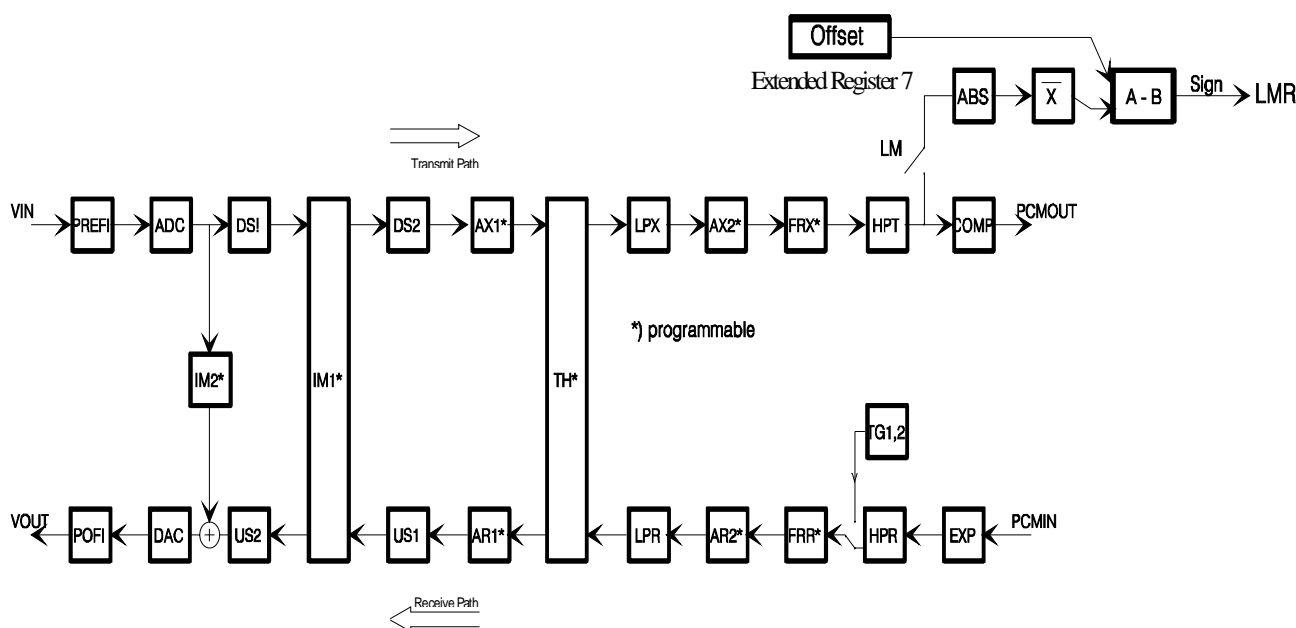 Offset
Extended Register 7
ABS
X
A - B
Sign
LMR
LM
Transmit Path
VIN
PREFI
ADC
DS!
IM1*
DS2
AX1*
TH*
LPX
AX2*
FRX*
HPT
COMP
PCMOUT
*) programmable
IM2*
TG1,2
VOUT
POFI
DAC
+
US2
US1
AR1*
LPR
AR2*
FRR*
HPR
EXP
PCMIN
Receive Path